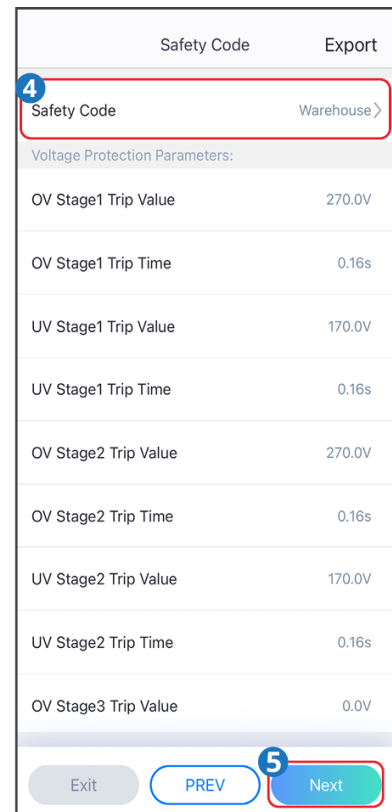 Safety Code Export
4
Safety Code Warehouse
Voltage Protection Parameters:
OV Stage1 Trip Value 270.0V
OV Stage1 Trip Time 0.16s
UV Stage1 Trip Value 170.0V
UV Stage1 Trip Time 0.16s
OV Stage2 Trip Value 270.0V
OV Stage2 Trip Time 0.16s
UV Stage2 Trip Value 170.0V
UV Stage2 Trip Time 0.16s
OV Stage3 Trip Value 0.0V
5
Exit PREV Next